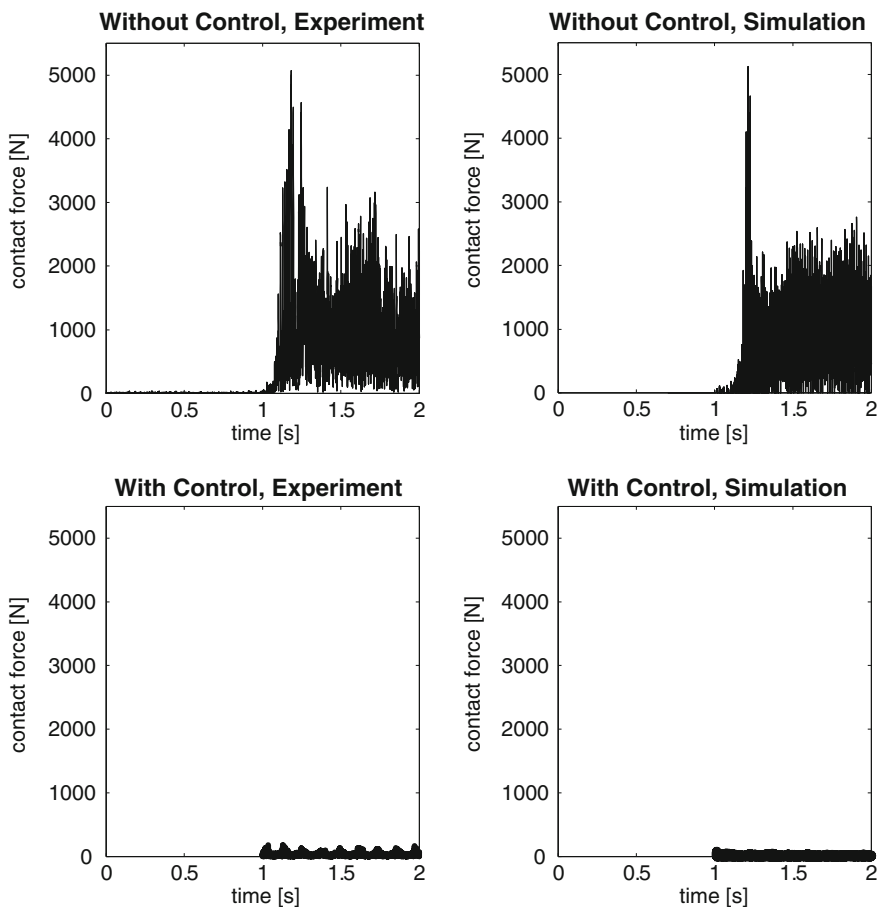 Without Control, Experiment
5000
4000
3000
2000
1000
0
contact force [N]
0 0.5 1 1.5 2
time [s]
Without Control, Simulation
5000
4000
3000
2000
1000
0
contact force [N]
0 0.5 1 1.5 2
time [s]
With Control, Experiment
5000
4000
3000
2000
1000
0
contact force [N]
0 0.5 1 1.5 2
time [s]
With Control, Simulation
5000
4000
3000
2000
1000
0
contact force [N]
0 0.5 1 1.5 2
time [s]